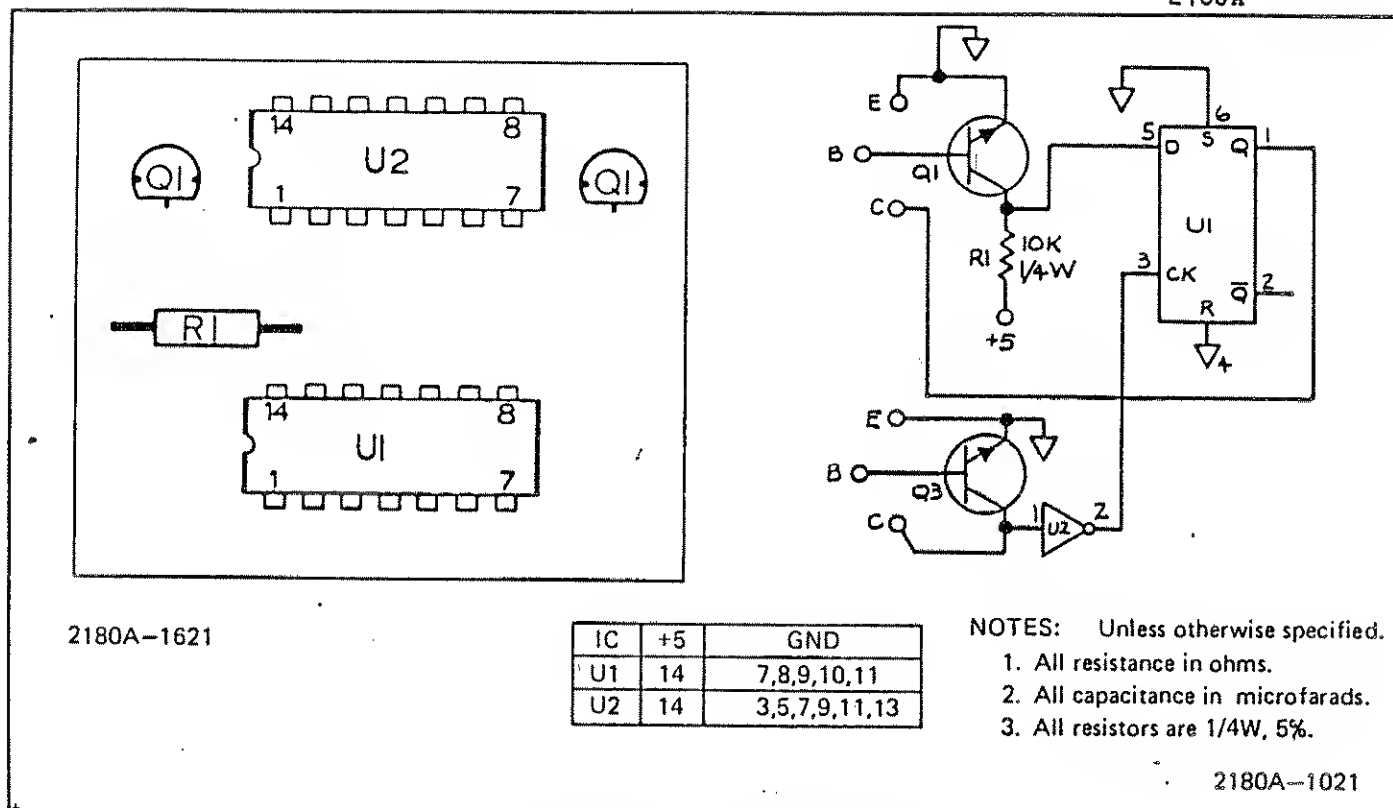 14 8
U2
1 7
Q1
Q1
R1
14 8
U1
1 7
2180A-1621
E
B
Q1
C
R1 10K
1/4W
+5
5 D
S 6
Q 1
U1
3 CK
Q̅ 2
R
4
E
B
Q3
C
1 U2 2
IC +5 GND
U1 14 7,8,9,10,11
U2 14 3,5,7,9,11,13
NOTES: Unless otherwise specified.
1. All resistance in ohms.
2. All capacitance in microfarads.
3. All resistors are 1/4W, 5%.
2180A-1021